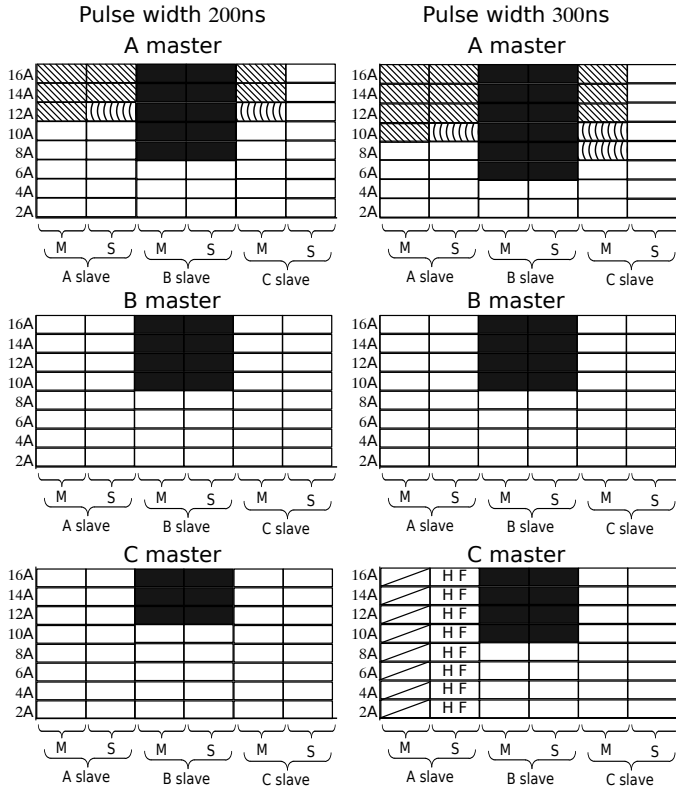 Pulse width 200ns
A master
16A
14A
12A
10A
8A
6A
4A
2A
M S M S M S
A slave B slave C slave
B master
16A
14A
12A
10A
8A
6A
4A
2A
M S M S M S
A slave B slave C slave
C master
16A
14A
12A
10A
8A
6A
4A
2A
M S M S M S
A slave B slave C slave
Pulse width 300ns
A master
16A
14A
12A
10A
8A
6A
4A
2A
M S M S M S
A slave B slave C slave
B master
16A
14A
12A
10A
8A
6A
4A
2A
M S M S M S
A slave B slave C slave
C master
16A H F
14A H F
12A H F
10A H F
8A H F
6A H F
4A H F
2A H F
M S M S M S
A slave B slave C slave